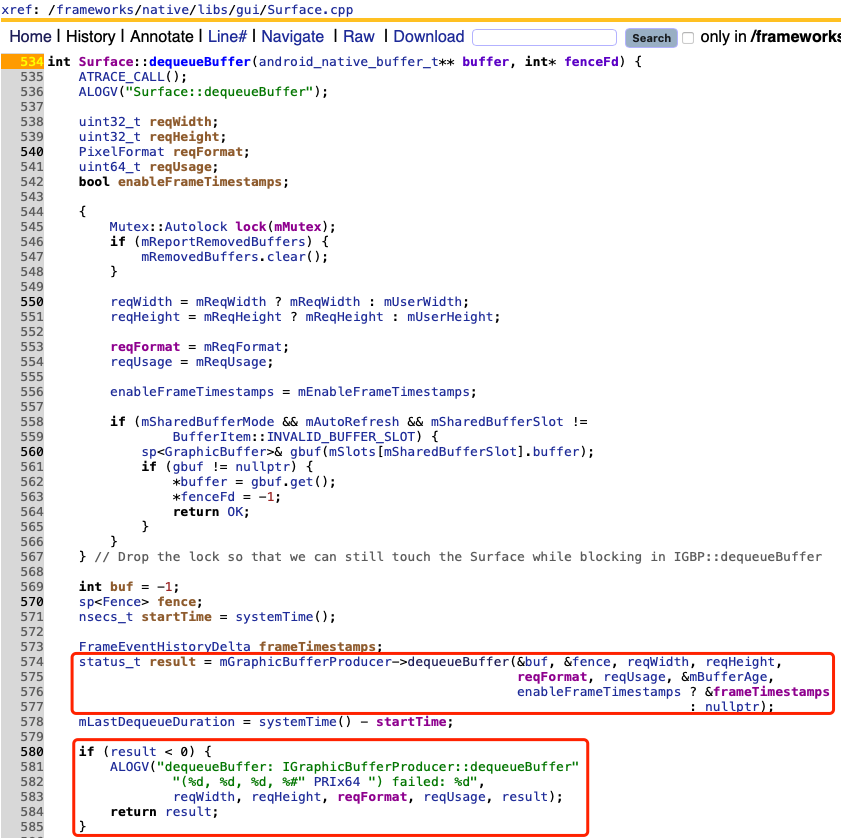 xref: /frameworks/native/libs/gui/Surface.cpp
Home | History | Annotate | Line# | Navigate | Raw | Download Search only in /frameworks
534 int Surface::dequeueBuffer(android_native_buffer_t** buffer, int* fenceFd) {
535     ATRACE_CALL();
536     ALOGV("Surface::dequeueBuffer");
537
538     uint32_t reqWidth;
539     uint32_t reqHeight;
540     PixelFormat reqFormat;
541     uint64_t reqUsage;
542     bool enableFrameTimestamps;
543
544     {
545         Mutex::Autolock lock(mMutex);
546         if (mReportRemovedBuffers) {
547             mRemovedBuffers.clear();
548         }
549
550         reqWidth = mReqWidth ? mReqWidth : mUserWidth;
551         reqHeight = mReqHeight ? mReqHeight : mUserHeight;
552
553         reqFormat = mReqFormat;
554         reqUsage = mReqUsage;
555
556         enableFrameTimestamps = mEnableFrameTimestamps;
557
558         if (mSharedBufferMode && mAutoRefresh && mSharedBufferSlot !=
559                 BufferItem::INVALID_BUFFER_SLOT) {
560             sp<GraphicBuffer>& gbuf(mSlots[mSharedBufferSlot].buffer);
561             if (gbuf != nullptr) {
562                 *buffer = gbuf.get();
563                 *fenceFd = -1;
564                 return OK;
565             }
566         }
567     } // Drop the lock so that we can still touch the Surface while blocking in IGBP::dequeueBuffer
568
569     int buf = -1;
570     sp<Fence> fence;
571     nsecs_t startTime = systemTime();
572
573     FrameEventHistoryDelta frameTimestamps;
574     status_t result = mGraphicBufferProducer->dequeueBuffer(&buf, &fence, reqWidth, reqHeight,
575                                                             reqFormat, reqUsage, &mBufferAge,
576                                                             enableFrameTimestamps ? &frameTimestamps
577                                                                                   : nullptr);
578     mLastDequeueDuration = systemTime() - startTime;
579
580     if (result < 0) {
581         ALOGV("dequeueBuffer: IGraphicBufferProducer::dequeueBuffer"
582                 "(%d, %d, %d, %#" PRIx64 ") failed: %d",
583                 reqWidth, reqHeight, reqFormat, reqUsage, result);
584         return result;
585     }